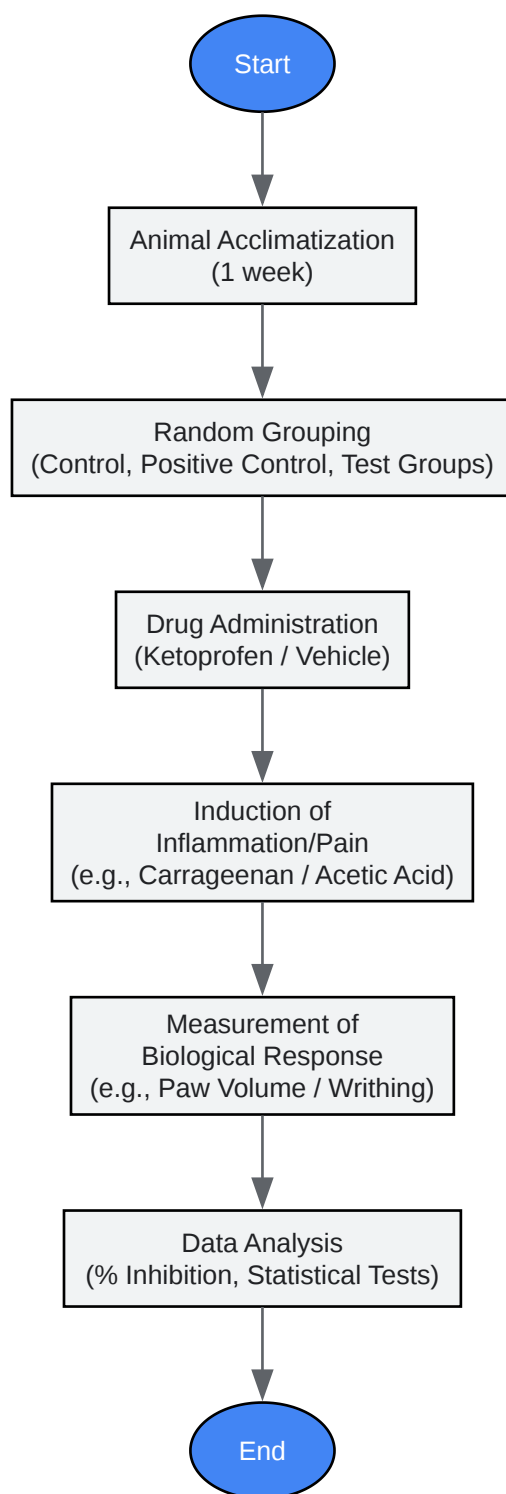 Start
Animal Acclimatization
(1 week)
Random Grouping
(Control, Positive Control, Test Groups)
Drug Administration
(Ketoprofen / Vehicle)
Induction of
Inflammation/Pain
(e.g., Carrageenan / Acetic Acid)
Measurement of
Biological Response
(e.g., Paw Volume / Writhing)
Data Analysis
(% Inhibition, Statistical Tests)
End